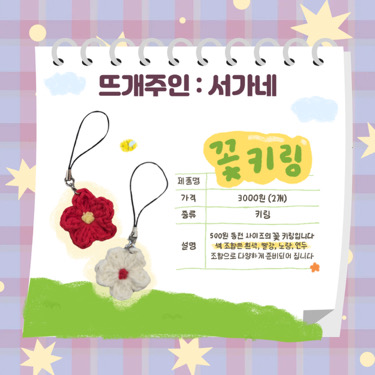 뜨개주인 : 서가네
꽃 키링
제품명
가격 3000원 (2개)
종류 키링
설명
500원 동전 사이즈의 꽃 키링입니다
색 조합은 흰색, 빨강, 노랑, 연두
조합으로 다양하게 준비되어 집니다